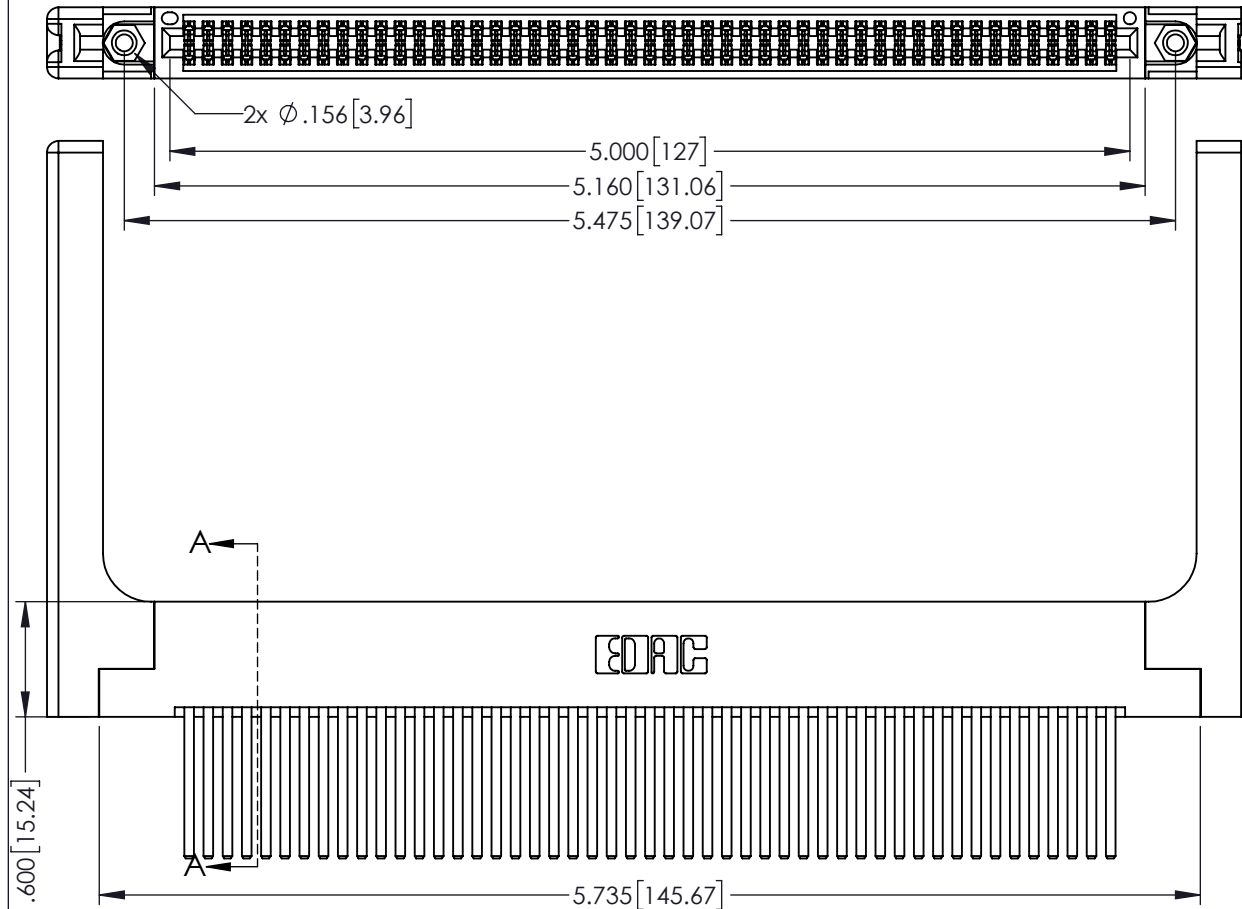 2x ⌀ .156[3.96]
5.000[127]
5.160[131.06]
5.475[139.07]
A
EDAC
A
.600[15.24]
5.735[145.67]